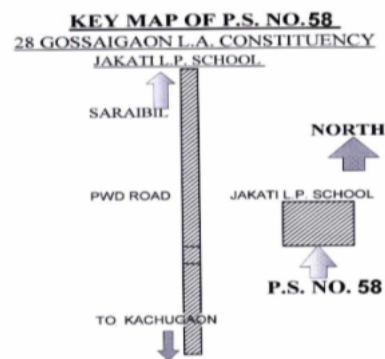 KEY MAP OF P.S. NO. 58
28 GOSSAIGAON L.A. CONSTITUENCY
JAKATI L.P. SCHOOL
SARAIBIL
NORTH
PWD ROAD
JAKATI L.P. SCHOOL
P.S. NO. 58
TO KACHUGAON